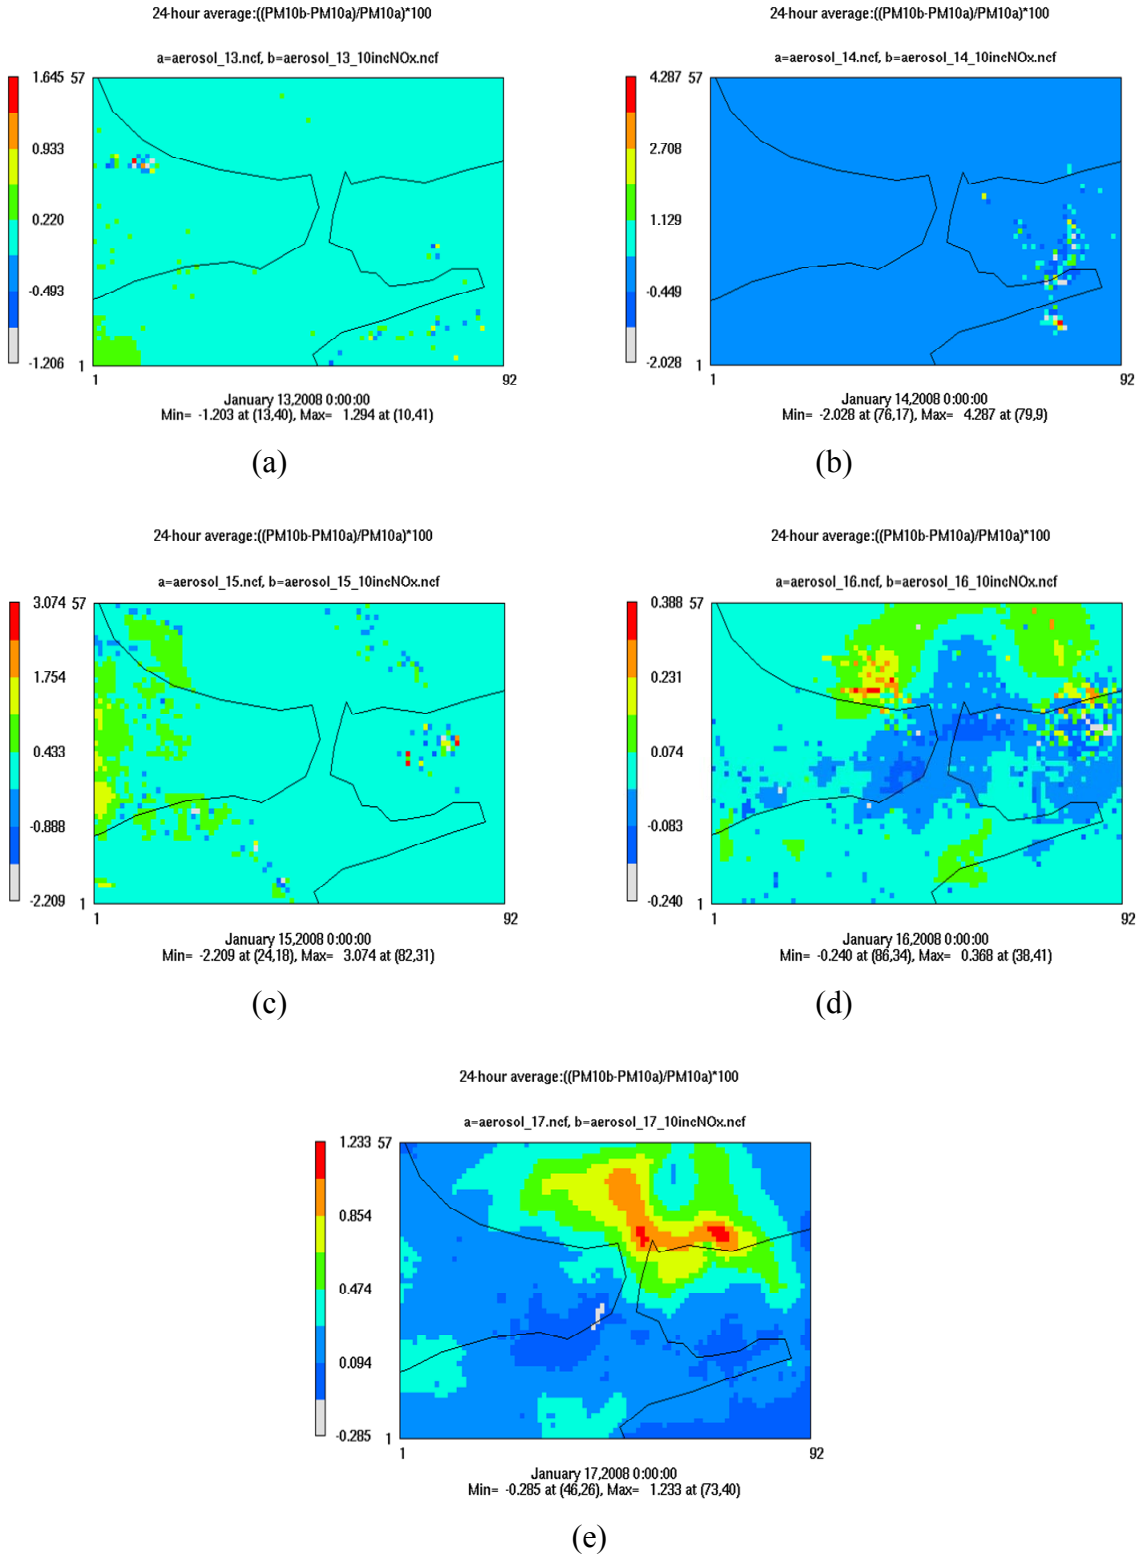 24-hour average:((PM10b-PM10a)/PM10a)*100
a=aerosol_13.ncf, b=aerosol_13_10incNOx.ncf
1.645 57
0.933
0.220
-0.493
-1.206
1
1 92
January 13,2008 0:00:00
Min= -1.203 at (13,40), Max= 1.294 at (10,41)
(a)
24-hour average:((PM10b-PM10a)/PM10a)*100
a=aerosol_14.ncf, b=aerosol_14_10incNOx.ncf
4.287 57
2.708
1.129
-0.449
-2.028
1
1 92
January 14,2008 0:00:00
Min= -2.028 at (76,17), Max= 4.287 at (79,9)
(b)
24-hour average:((PM10b-PM10a)/PM10a)*100
a=aerosol_15.ncf, b=aerosol_15_10incNOx.ncf
3.074 57
1.754
0.433
-0.888
-2.209
1
1 92
January 15,2008 0:00:00
Min= -2.209 at (24,18), Max= 3.074 at (82,31)
(c)
24-hour average:((PM10b-PM10a)/PM10a)*100
a=aerosol_16.ncf, b=aerosol_16_10incNOx.ncf
0.388 57
0.231
0.074
-0.083
-0.240
1
1 92
January 16,2008 0:00:00
Min= -0.240 at (86,34), Max= 0.368 at (38,41)
(d)
24-hour average:((PM10b-PM10a)/PM10a)*100
a=aerosol_17.ncf, b=aerosol_17_10incNOx.ncf
1.233 57
0.854
0.474
0.094
-0.285
1
1 92
January 17,2008 0:00:00
Min= -0.285 at (46,26), Max= 1.233 at (73,40)
(e)